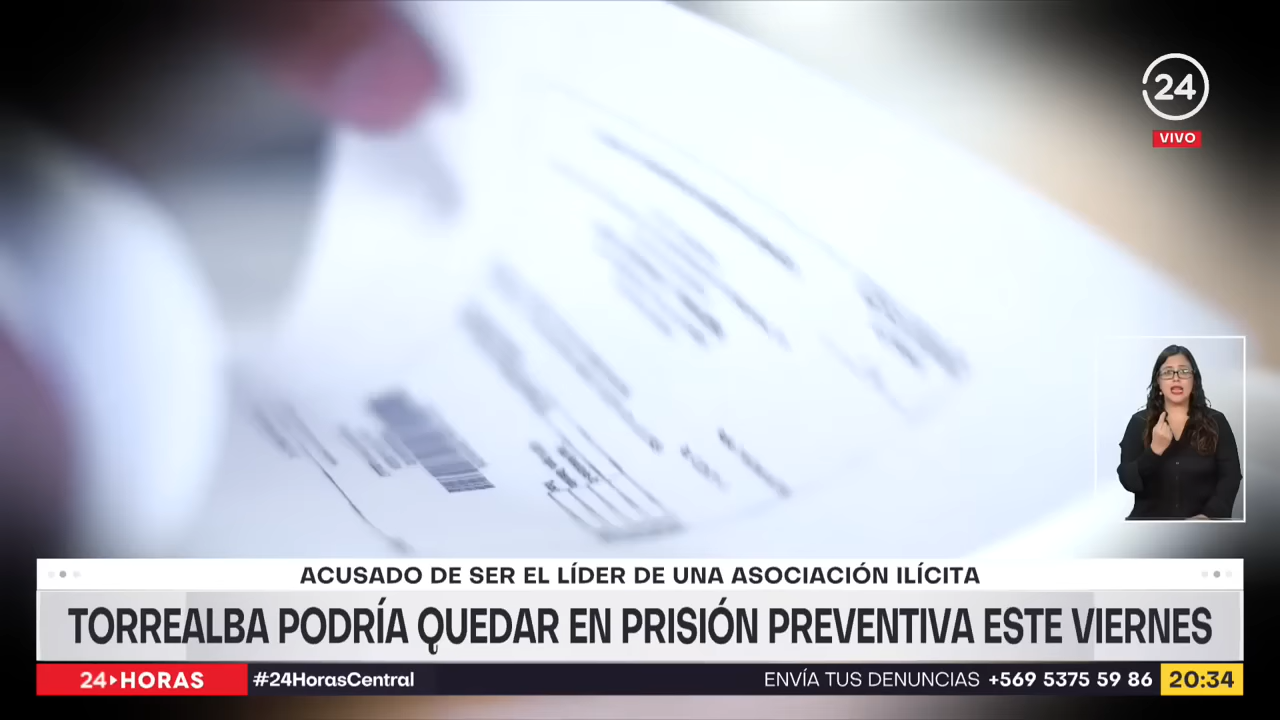 24
VIVO
ACUSADO DE SER EL LÍDER DE UNA ASOCIACIÓN ILÍCITA
TORREALBA PODRÍA QUEDAR EN PRISIÓN PREVENTIVA ESTE VIERNES
24 HORAS #24HorasCentral ENVÍA TUS DENUNCIAS +569 5375 59 86 20:34